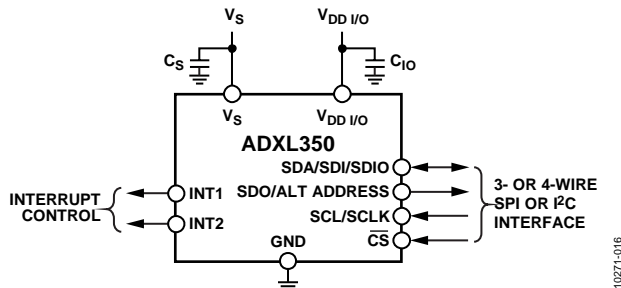 VS
VDD I/O
CS
CIO
VS
VDD I/O
ADXL350
SDA/SDI/SDIO
SDO/ALT ADDRESS
SCL/SCLK
CS
INT1
INT2
GND
INTERRUPT
CONTROL
3- OR 4-WIRE
SPI OR I2C
INTERFACE
10271-016